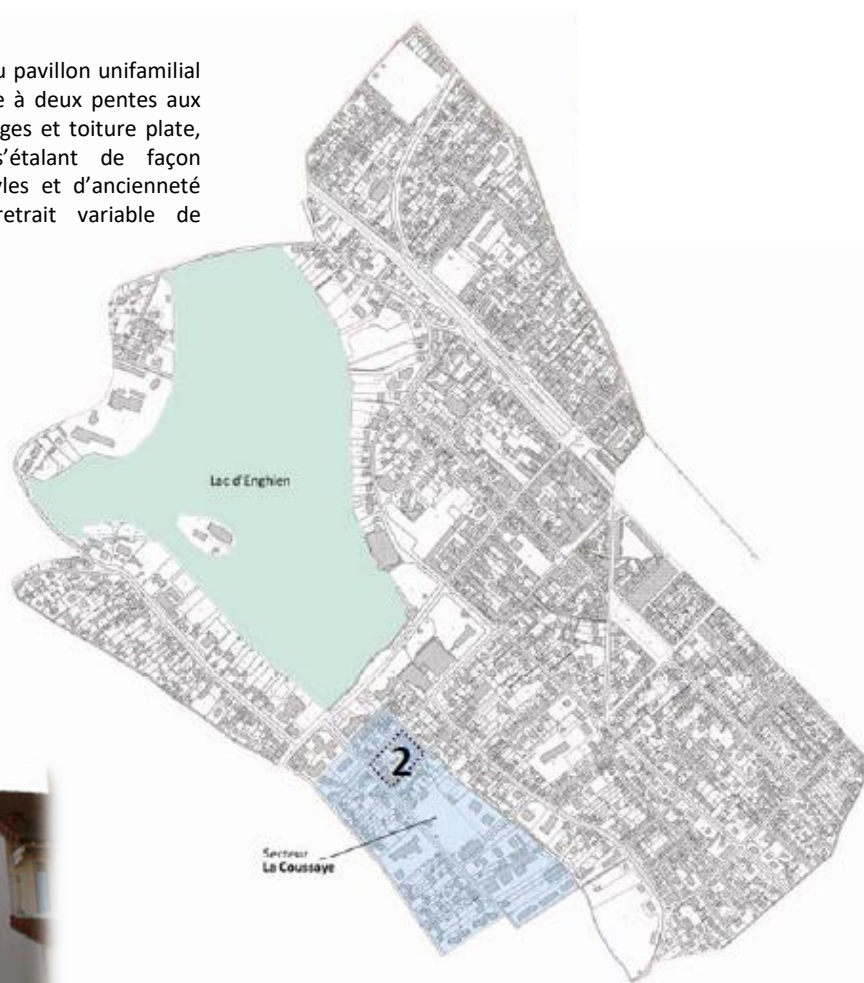 u pavillon unifamilial
e à deux pentes aux
ges et toiture plate,
s’étalant de façon
yles et d’ancienneté
retrait variable de
Lac d'Enghien
2
Secteur
La Coussaye